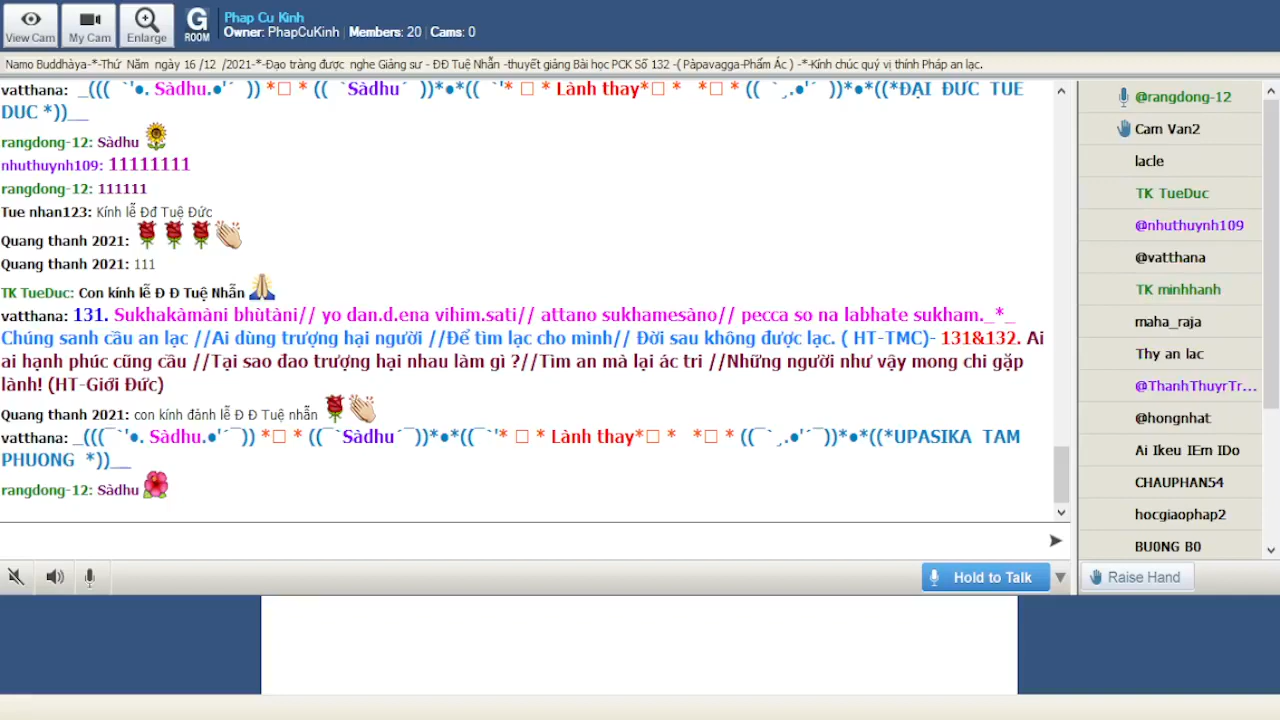 View Cam
My Cam
Enlarge
G
ROOM
Phap Cu Kinh
Owner: PhapCuKinh | Members: 20 | Cams: 0
Namo Buddhàya-*-Thứ Năm ngày 16 /12 /2021-*-Đạo tràng được nghe Giảng sư - ĐĐ Tuệ Nhẫn -thuyết giảng Bài học PCK Số 132 -( Pàpavagga-Phẩm Ác ) -*-Kính chúc quý vị thính Pháp an lạc.
vatthana: _((( `'●. Sàdhu.●'´ )) *□ * (( `Sàdhu´ ))*●*(( `'* □ * Lành thay*□ * *□ * (( `¸.●'´ ))*●*((*ĐẠI ĐƯC TUE
DUC *))__
rangdong-12: Sàdhu
nhuthuynh109: 11111111
rangdong-12: 111111
Tue nhan123: Kính lễ Đđ Tuệ Đức
Quang thanh 2021:
Quang thanh 2021: 111
TK TueDuc: Con kính lễ Đ Đ Tuệ Nhẫn
vatthana: 131. Sukhakàmàni bhùtàni// yo dan.d.ena vihim.sati// attano sukhamesàno// pecca so na labhate sukham._*_
Chúng sanh cầu an lạc //Ai dùng trượng hại người //Để tìm lạc cho mình// Đời sau không được lạc. ( HT-TMC)- 131&132. Ai
ai hạnh phúc cũng cầu //Tại sao đao trượng hại nhau làm gì ?//Tìm an mà lại ác tri //Những người như vậy mong chi gặp
lành! (HT-Giới Đức)
Quang thanh 2021: con kính đảnh lễ Đ Đ Tuệ nhẫn
vatthana: _(((¯`'●. Sàdhu.●'´¯)) *□ * ((¯`Sàdhu´¯))*●*((¯`'* □ * Lành thay*□ * *□ * ((¯`¸.●'´¯))*●*((*UPASIKA TAM
PHUONG *))__
rangdong-12: Sàdhu
@rangdong-12
Cam Van2
lacle
TK TueDuc
@nhuthuynh109
@vatthana
TK minhhanh
maha_raja
Thy an lac
@ThanhThuyrTr...
@hongnhat
Ai Ikeu IEm IDo
CHAUPHAN54
hocgiaophap2
BU0NG B0
Hold to Talk
Raise Hand